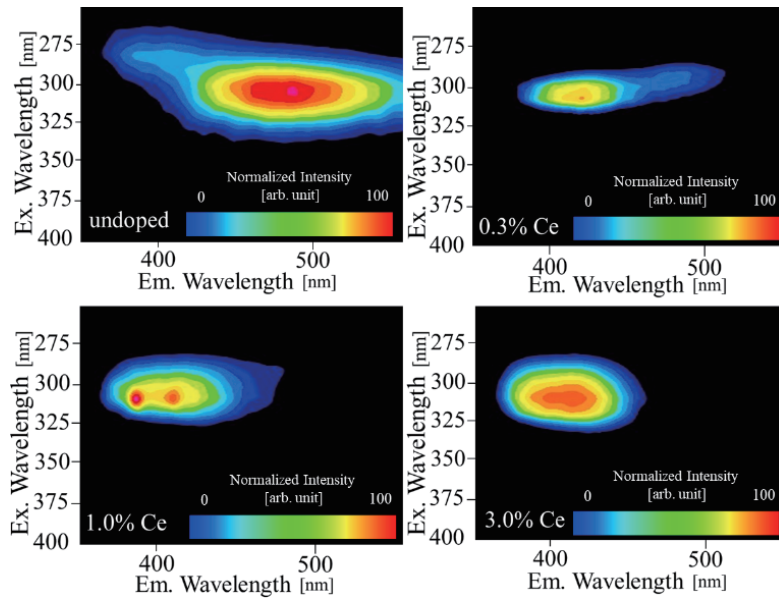 Ex. Wavelength [nm]
275
300
325
350
375
400
Normalized Intensity
[arb. unit]
0
100
undoped
400
500
Em. Wavelength [nm]
Ex. Wavelength [nm]
275
300
325
350
375
400
Normalized Intensity
[arb. unit]
0
100
0.3% Ce
400
500
Em. Wavelength [nm]
Ex. Wavelength [nm]
275
300
325
350
375
400
Normalized Intensity
[arb. unit]
0
100
1.0% Ce
400
500
Em. Wavelength [nm]
Ex. Wavelength [nm]
275
300
325
350
375
400
Normalized Intensity
[arb. unit]
0
100
3.0% Ce
400
500
Em. Wavelength [nm]